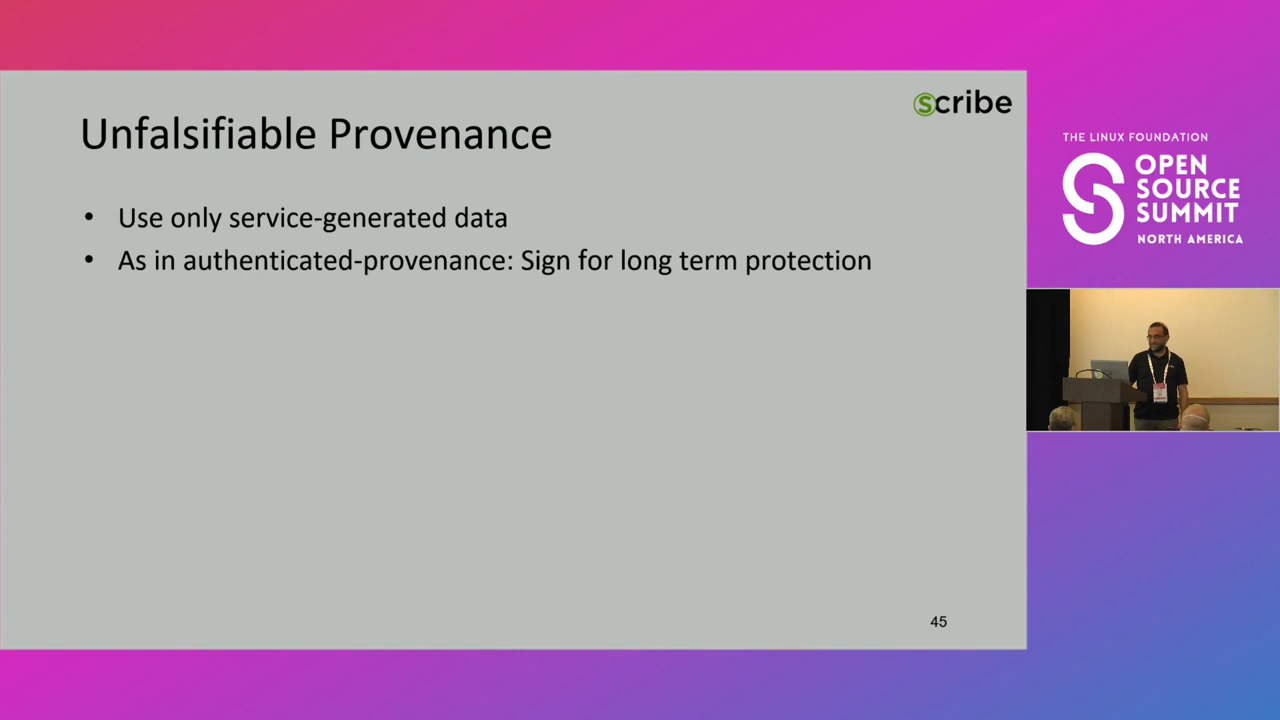 scribe
Unfalsifiable Provenance
• Use only service-generated data
• As in authenticated-provenance: Sign for long term protection
45
THE LINUX FOUNDATION
OPEN
SOURCE
SUMMIT
NORTH AMERICA